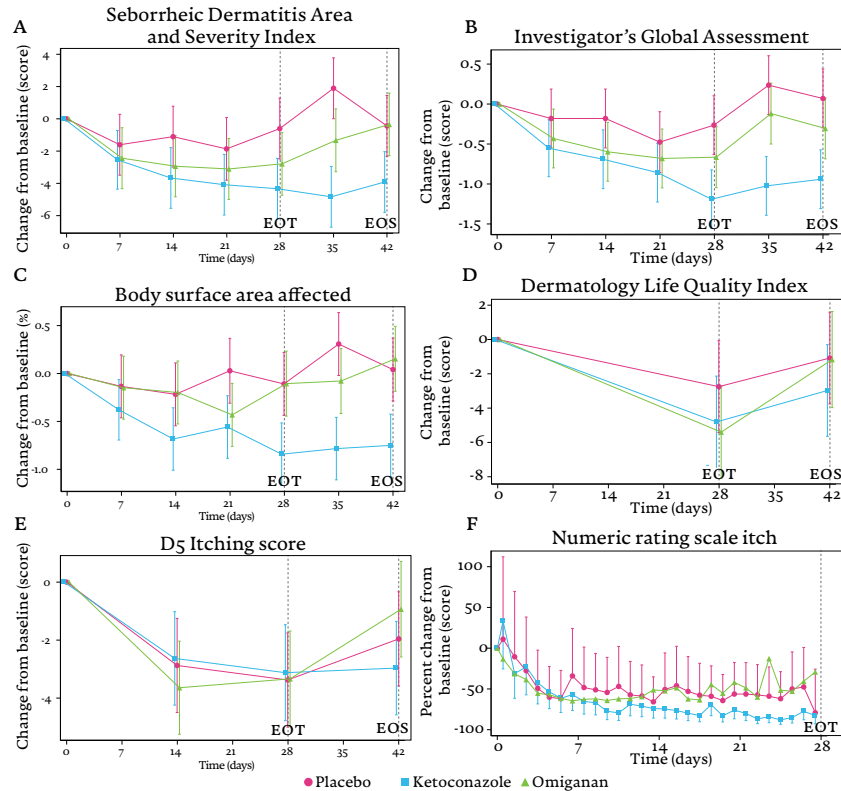 A
Seborrheic Dermatitis Area
and Severity Index
Change from baseline (score)
4
2
0
-2
-4
-6
EOT
EOS
0 7 14 21 28 35 42
Time (days)
B
Investigator's Global Assessment
Change from
baseline (score)
0.5
0.0
-0.5
-1.0
-1.5
EOT
EOS
0 7 14 21 28 35 42
Time (days)
C
Body surface area affected
Change from baseline (%)
0.5
0.0
-0.5
-1.0
EOT
EOS
0 7 14 21 28 35 42
Time (days)
D
Dermatology Life Quality Index
Change from
baseline (score)
2
0
-2
-4
-6
-8
EOT
EOS
0 7 14 21 28 35 42
Time (days)
E
D5 Itching score
Change from baseline (score)
0
-2
-4
EOT
EOS
0 7 14 21 28 35 42
Time (days)
F
Numeric rating scale itch
Percent change from
baseline (score)
100
50
0
-50
-100
EOT
0 7 14 21 28
Time (days)
Placebo Ketoconazole Omiganan